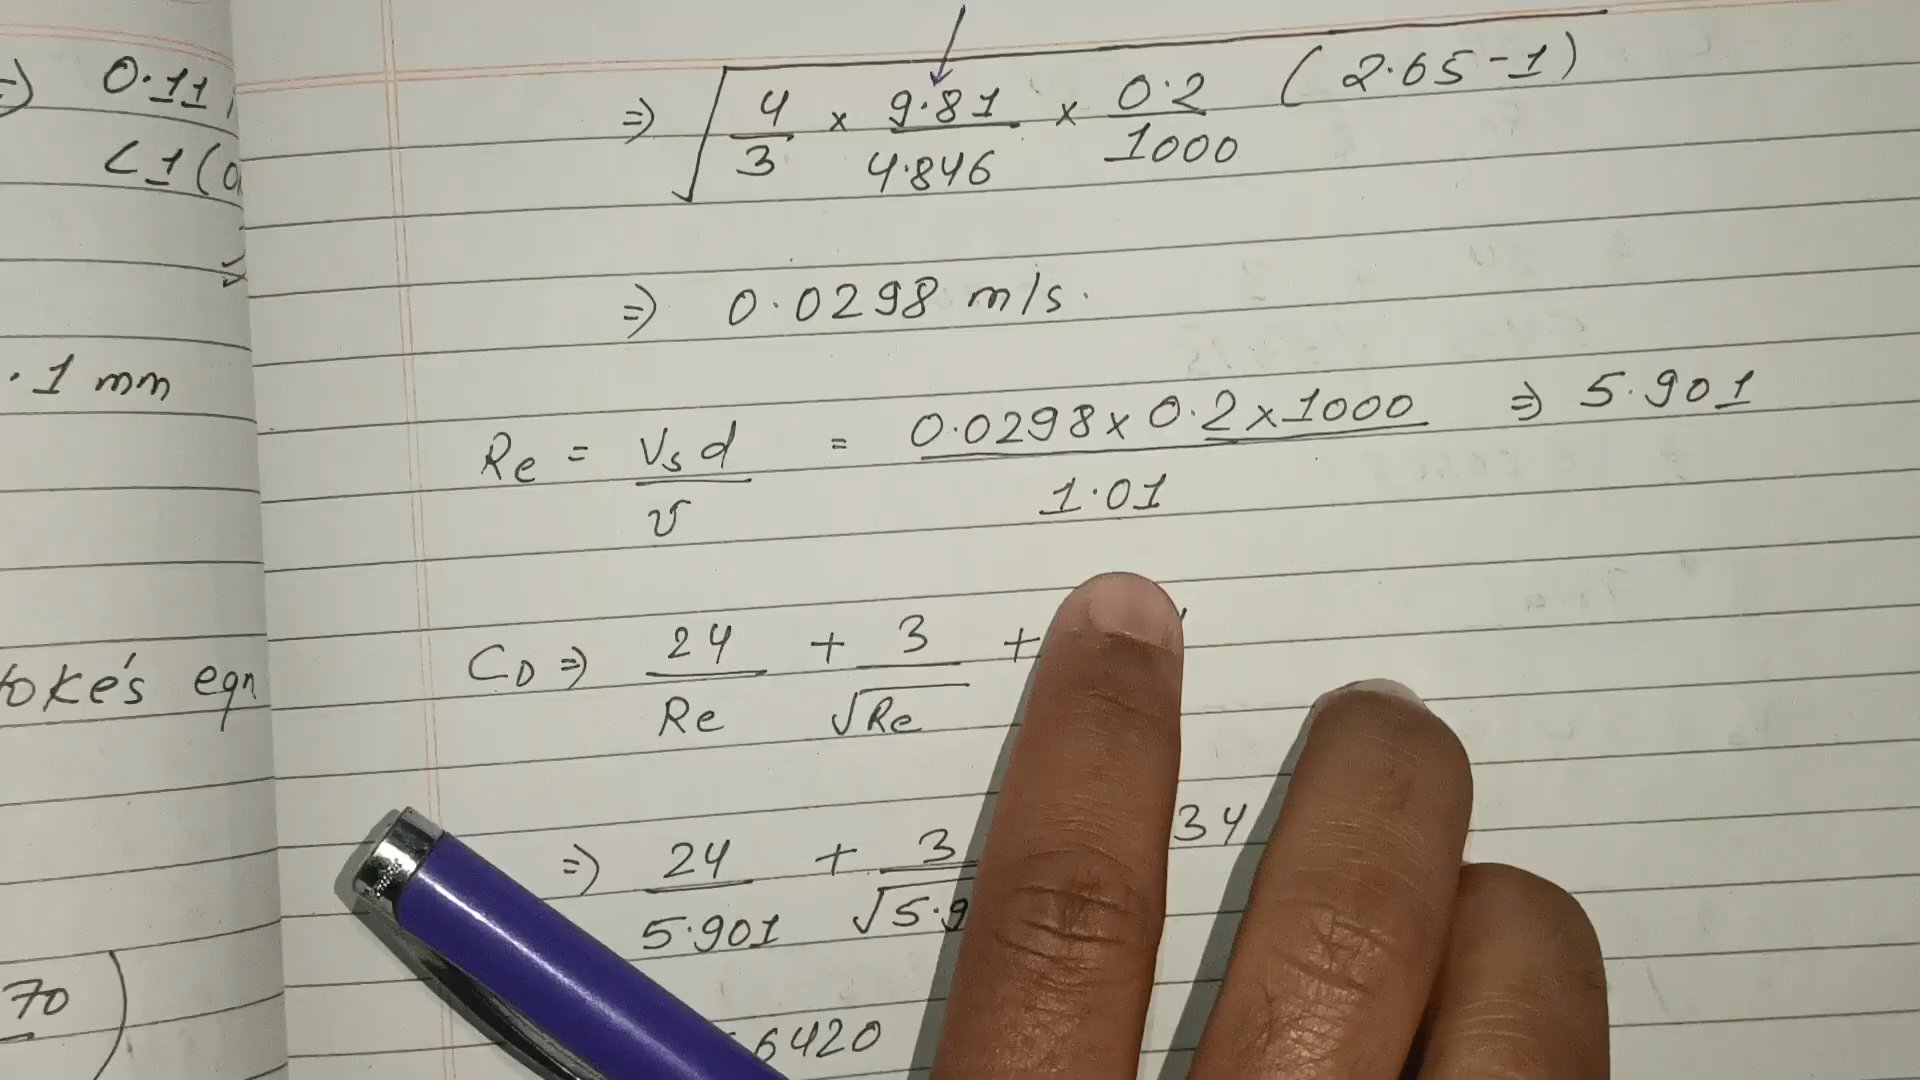 =) 0.11
<1(
.1 mm
oke's eqn
70 )
=) √ 4/3 × 9.81/4.846 × 0.2/1000 (2.65-1)
=) 0.0298 m/s.
Re = Vs d/ν = 0.0298 × 0.2 × 1000/1.01 =) 5.901
CD =) 24/Re + 3/√Re +
=) 24/5.901 + 3/√5.9 34
6420